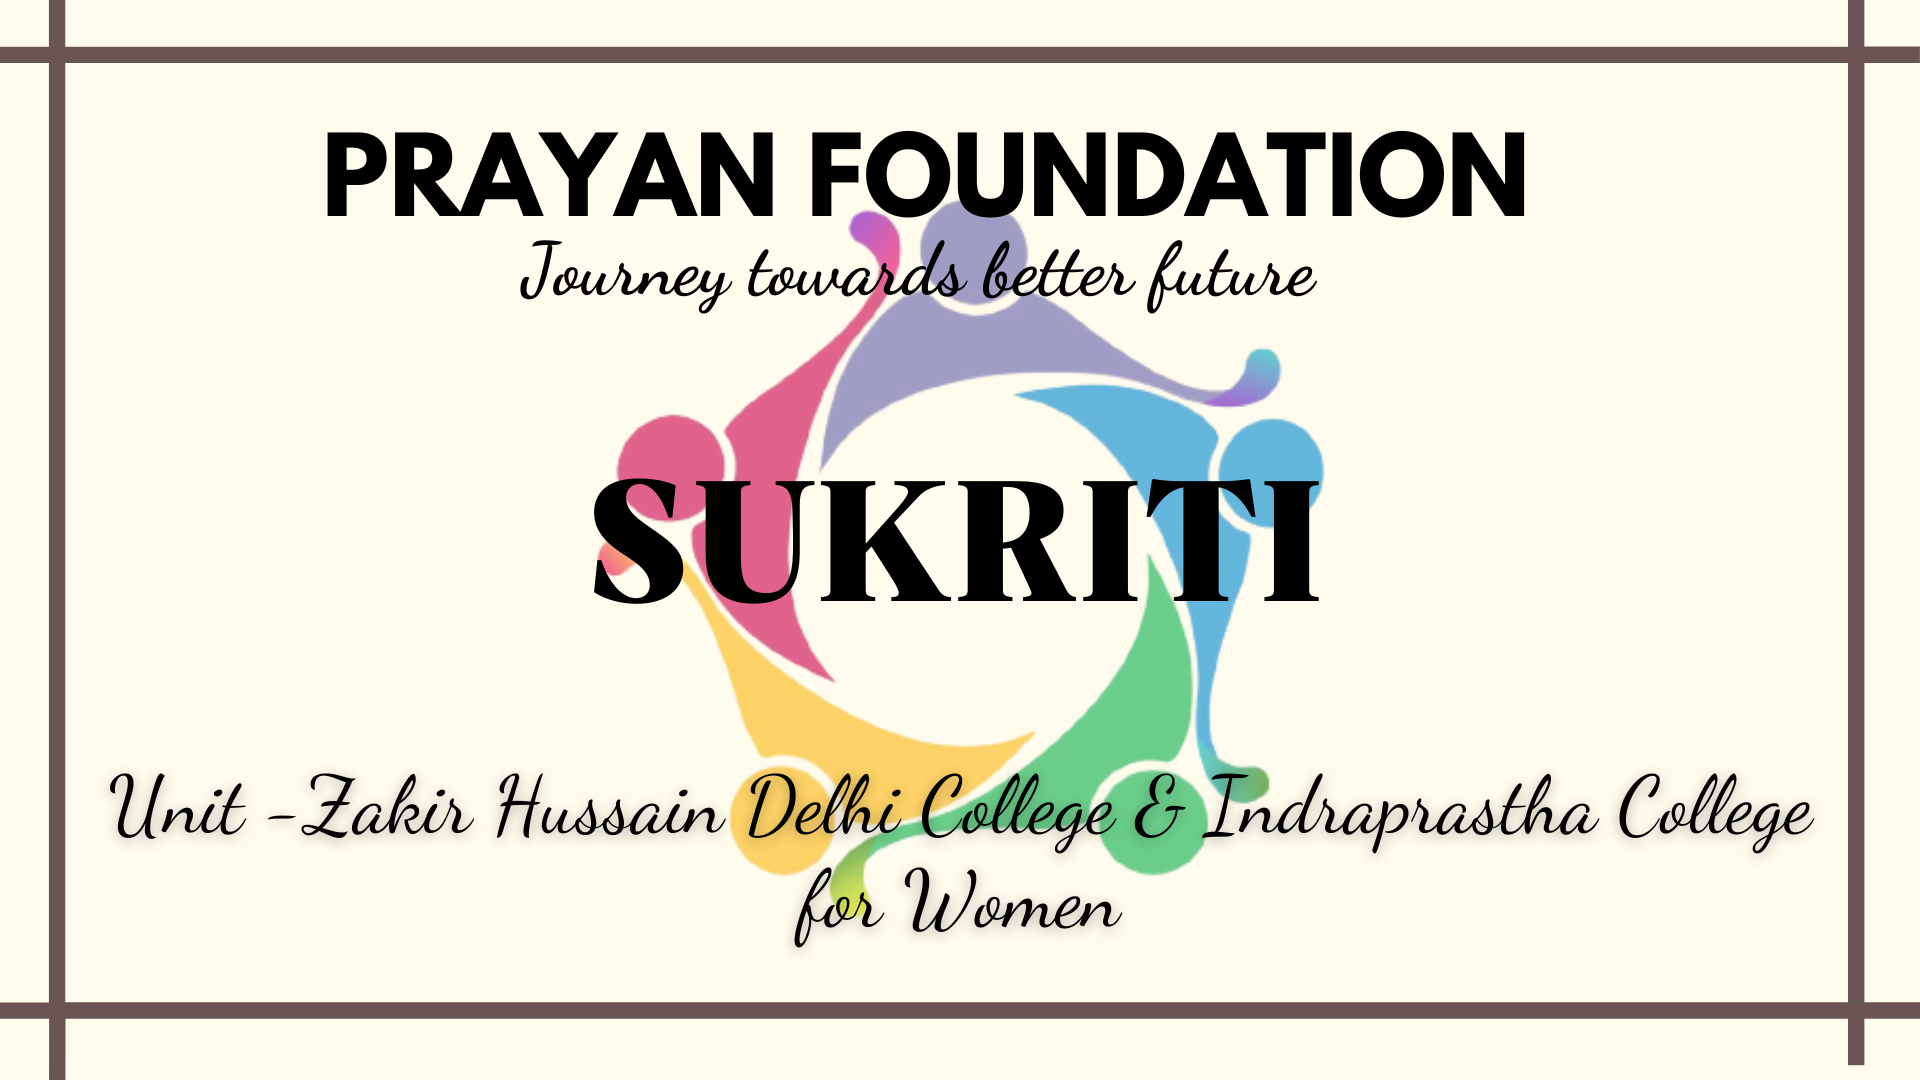 PRAYAN FOUNDATION
Journey towards better future
SUKRITI
Unit -Zakir Hussain Delhi College & Indraprastha College
for Women